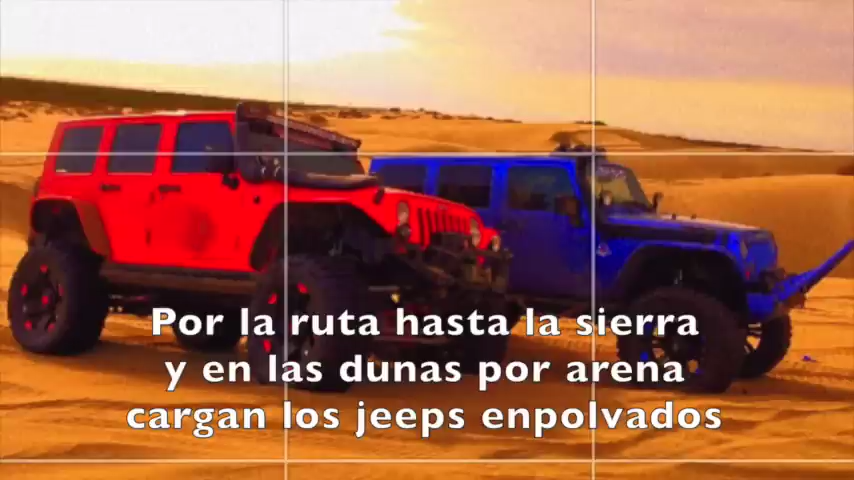 Por la ruta hasta la sierra
y en las dunas por arena
cargan los jeeps enpolvados